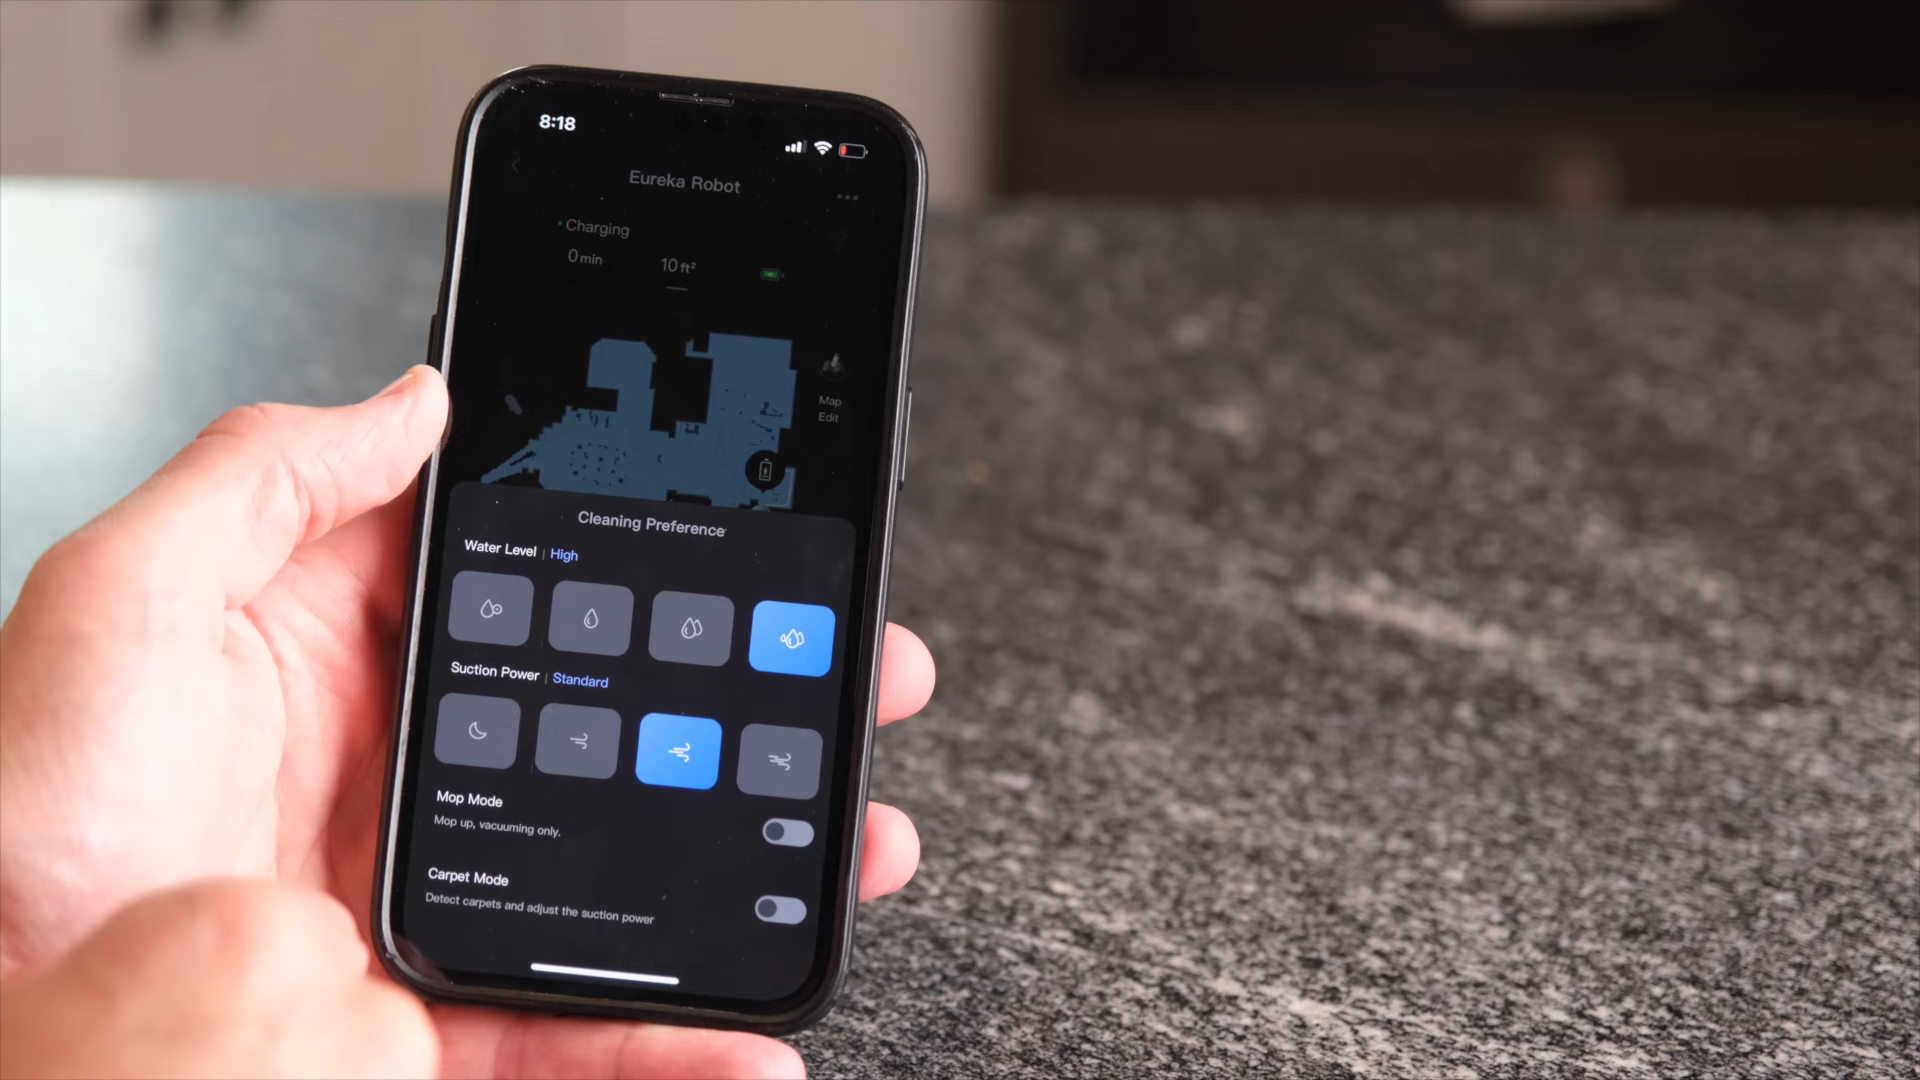 8:18
Eureka Robot
Charging
0 min 10 ft²
Map
Edit
Cleaning Preference
Water Level | High
Suction Power | Standard
Mop Mode
Mop up, vacuuming only.
Carpet Mode
Detect carpets and adjust the suction power